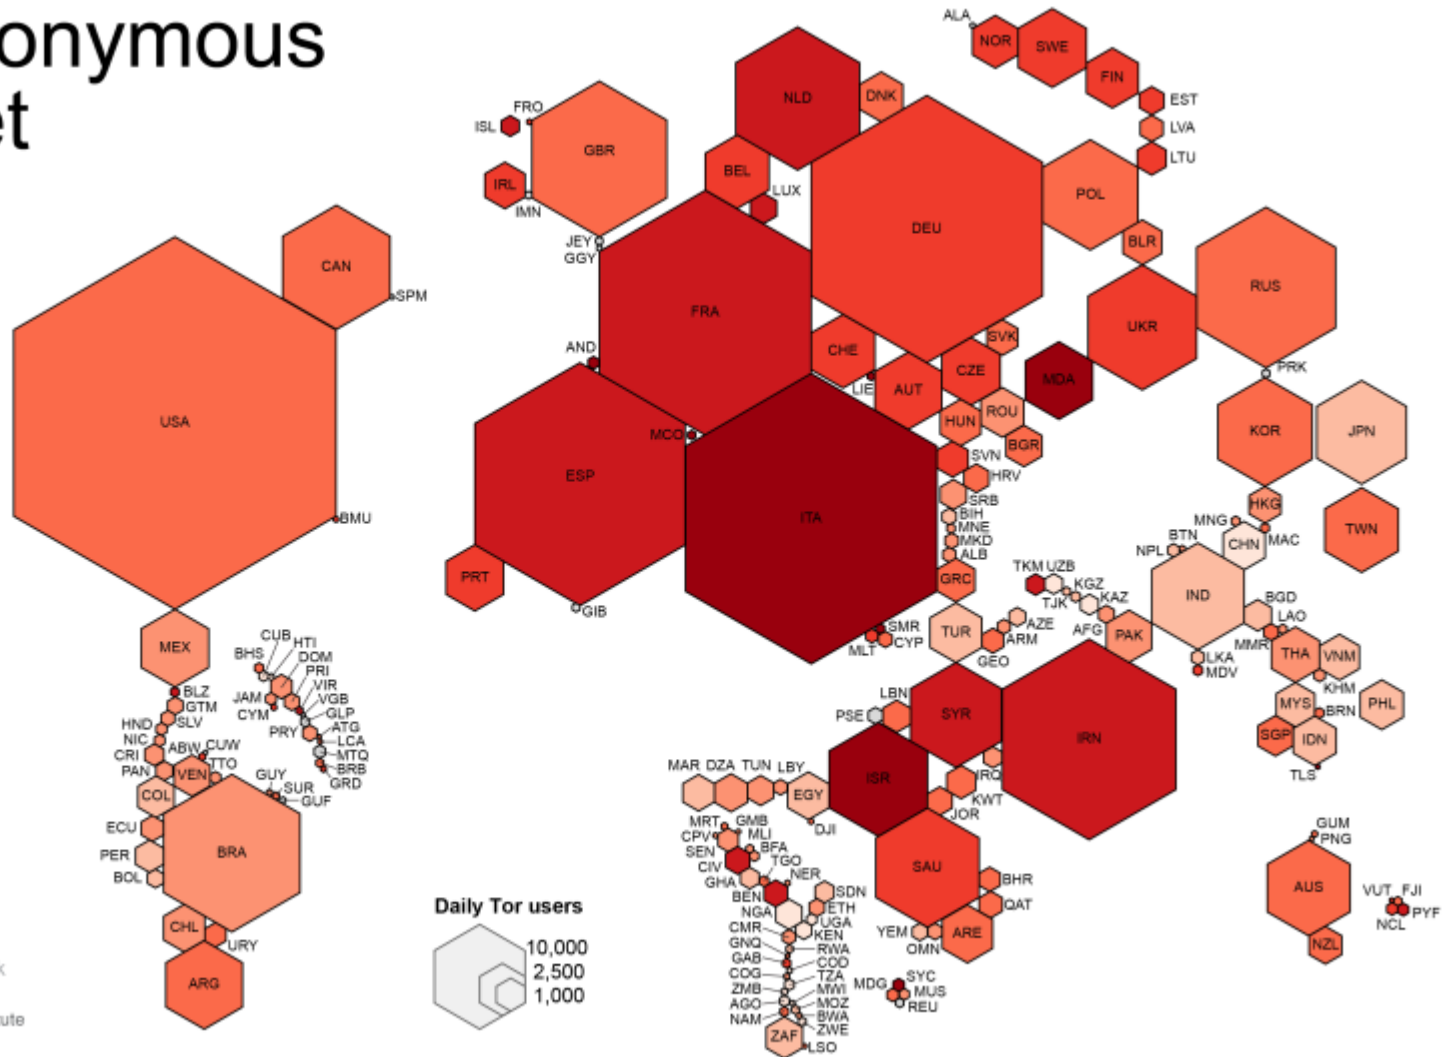 onymous
et
ALA
NOR
SWE
FIN
EST
LVA
LTU
NLD
DNK
FRO
ISL
GBR
IRL
IMN
BEL
LUX
JEY
GGY
DEU
POL
BLR
CAN
SPM
RUS
UKR
FRA
CHE
SVK
AND
LIE
AUT
CZE
MDA
PRK
USA
HUN
ROU
BGR
KOR
JPN
MCO
ESP
SVN
HRV
SRB
BIH
MNE
MKD
ALB
ITA
HKG
MNG
BTN
NPL
CHN
MAC
TWN
BMU
PRT
GIB
GRC
TKM
UZB
KGZ
TJK
KAZ
AFG
PAK
IND
BGD
LAO
MMR
THA
VNM
LKA
MDV
KHM
MYS
BRN
PHL
SGP
IDN
TLS
TUR
AZE
ARM
GEO
SMR
CYP
MLT
MEX
CUB
BHS
HTI
DOM
PRI
VIR
VGB
GLP
ATG
LCA
MTQ
BRB
GRD
JAM
CYM
PRY
BLZ
GTM
SLV
HND
NIC
CRI
PAN
ABW
CUW
TTO
VEN
COL
GUY
SUR
GUF
ECU
PER
BOL
BRA
CHL
URY
ARG
LBN
PSE
SYR
IRN
ISR
IRQ
KWT
JOR
MAR
DZA
TUN
LBY
EGY
DJI
SAU
BHR
QAT
YEM
OMN
ARE
MRT
GMB
CPV
MLI
SEN
BFA
CIV
TGO
GHA
NER
BEN
SDN
NGA
ETH
UGA
CMR
KEN
GNQ
RWA
GAB
COD
COG
TZA
ZMB
MWI
AGO
MOZ
NAM
BWA
ZWE
ZAF
LSO
MDG
SYC
MUS
REU
GUM
PNG
AUS
NZL
VUT
FJI
PYF
NCL
Daily Tor users
10,000
2,500
1,000
k
ute